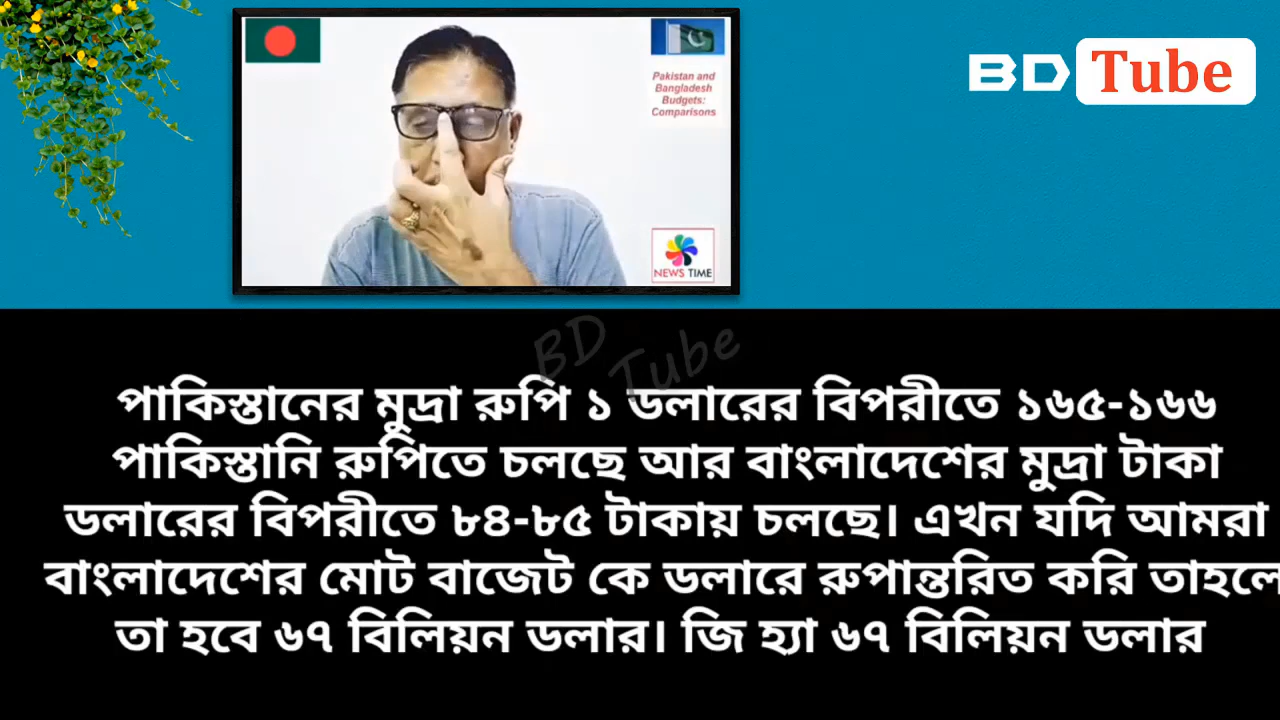 BD Tube
Pakistan and
Bangladesh
Budgets:
Comparisons
NEWS TIME
BD
Tube
পাকিস্তানের মুদ্রা রুপি ১ ডলারের বিপরীতে ১৬৫-১৬৬
পাকিস্তানি রুপিতে চলছে আর বাংলাদেশের মুদ্রা টাকা
ডলারের বিপরীতে ৮৪-৮৫ টাকায় চলছে। এখন যদি আমরা
বাংলাদেশের মোট বাজেট কে ডলারে রুপান্তরিত করি তাহলে
তা হবে ৬৭ বিলিয়ন ডলার। জি হ্যা ৬৭ বিলিয়ন ডলার